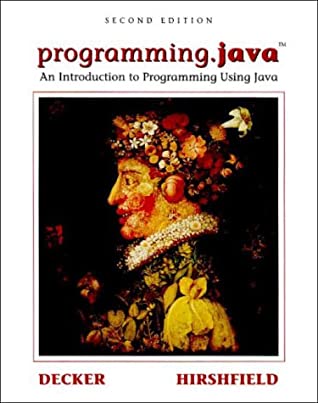 SECOND EDITION
programming.java™
An Introduction to Programming Using Java
DECKER HIRSHFIELD